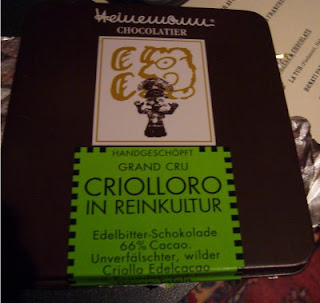 Heinemann
CHOCOLATIER
HANDGESCHÖPFT
GRAND CRU
CRIOLLORO
IN REINKULTUR
Edelbitter-Schokolade
66% Cacao.
Unverfälschter, wilder
Criollo Edelcacao